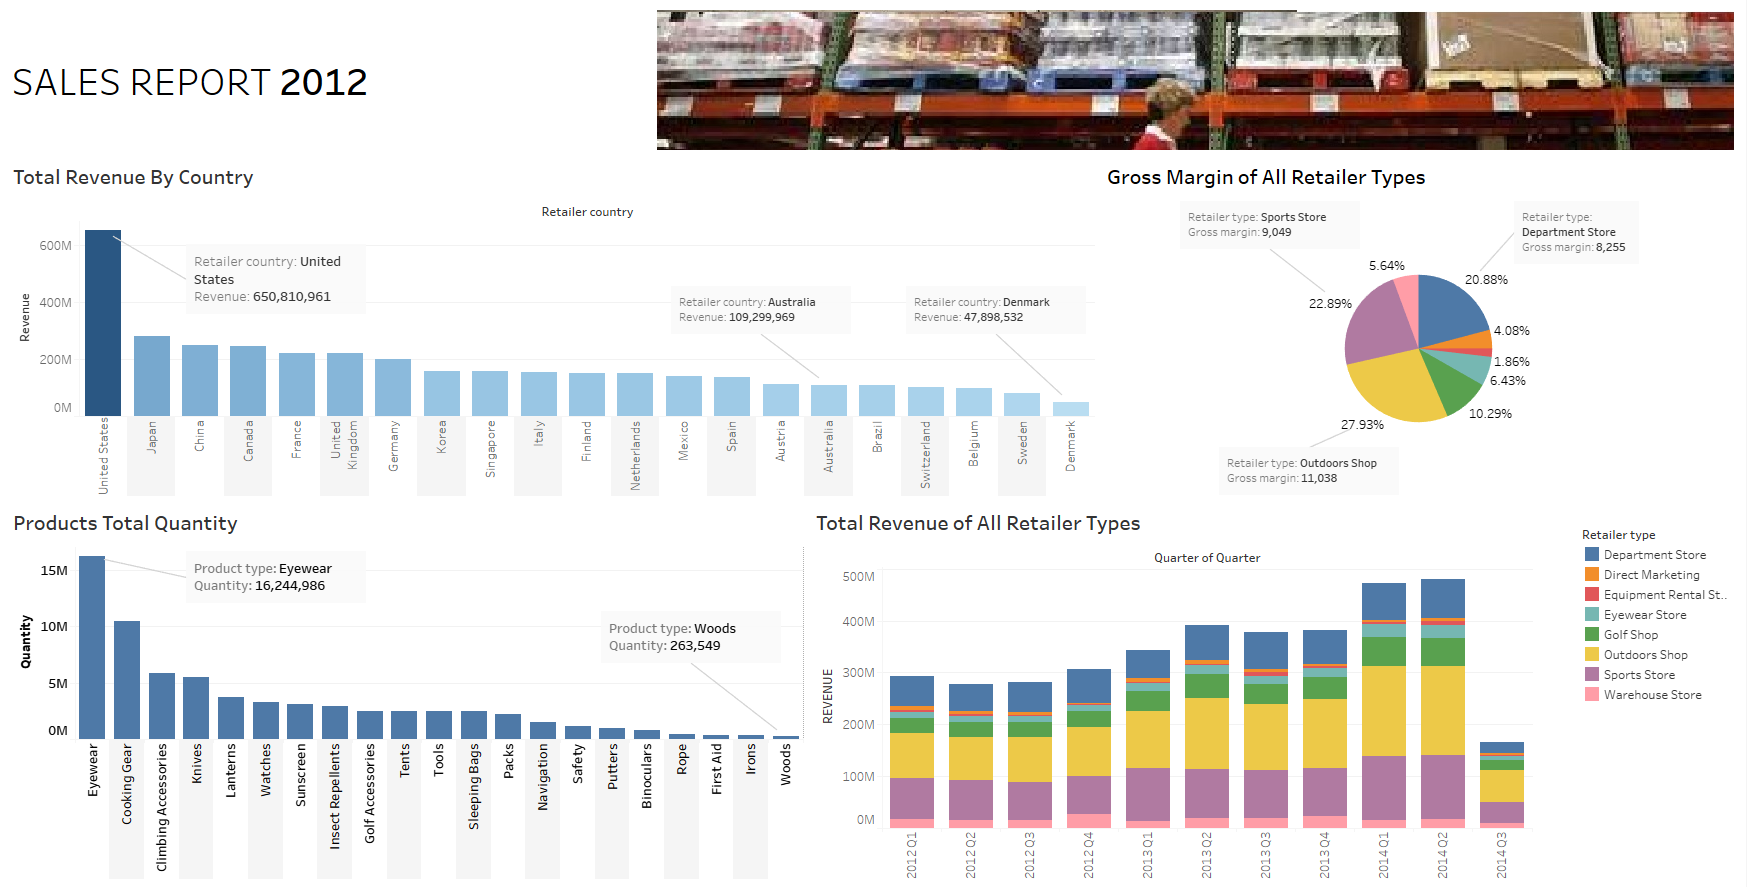 SALES REPORT 2012
Total Revenue By Country
Retailer country
Revenue
600M
400M
200M
0M
Retailer country: United
States
Revenue: 650,810,961
Retailer country: Australia
Revenue: 109,299,969
Retailer country: Denmark
Revenue: 47,898,532
United States
Japan
China
Canada
France
United
Kingdom
Germany
Korea
Singapore
Italy
Finland
Netherlands
Mexico
Spain
Austria
Australia
Brazil
Switzerland
Belgium
Sweden
Denmark
Gross Margin of All Retailer Types
Retailer type: Sports Store
Gross margin: 9,049
Retailer type:
Department Store
Gross margin: 8,255
5.64%
20.88%
22.89%
4.08%
1.86%
6.43%
10.29%
27.93%
Retailer type: Outdoors Shop
Gross margin: 11,038
Products Total Quantity
Quantity
15M
10M
5M
0M
Product type: Eyewear
Quantity: 16,244,986
Product type: Woods
Quantity: 263,549
Eyewear
Cooking Gear
Climbing Accessories
Knives
Lanterns
Watches
Sunscreen
Insect Repellents
Golf Accessories
Tents
Tools
Sleeping Bags
Packs
Navigation
Safety
Putters
Binoculars
Rope
First Aid
Irons
Woods
Total Revenue of All Retailer Types
Quarter of Quarter
REVENUE
500M
400M
300M
200M
100M
0M
2012 Q1
2012 Q2
2012 Q3
2012 Q4
2013 Q1
2013 Q2
2013 Q3
2013 Q4
2014 Q1
2014 Q2
2014 Q3
Retailer type
Department Store
Direct Marketing
Equipment Rental St..
Eyewear Store
Golf Shop
Outdoors Shop
Sports Store
Warehouse Store